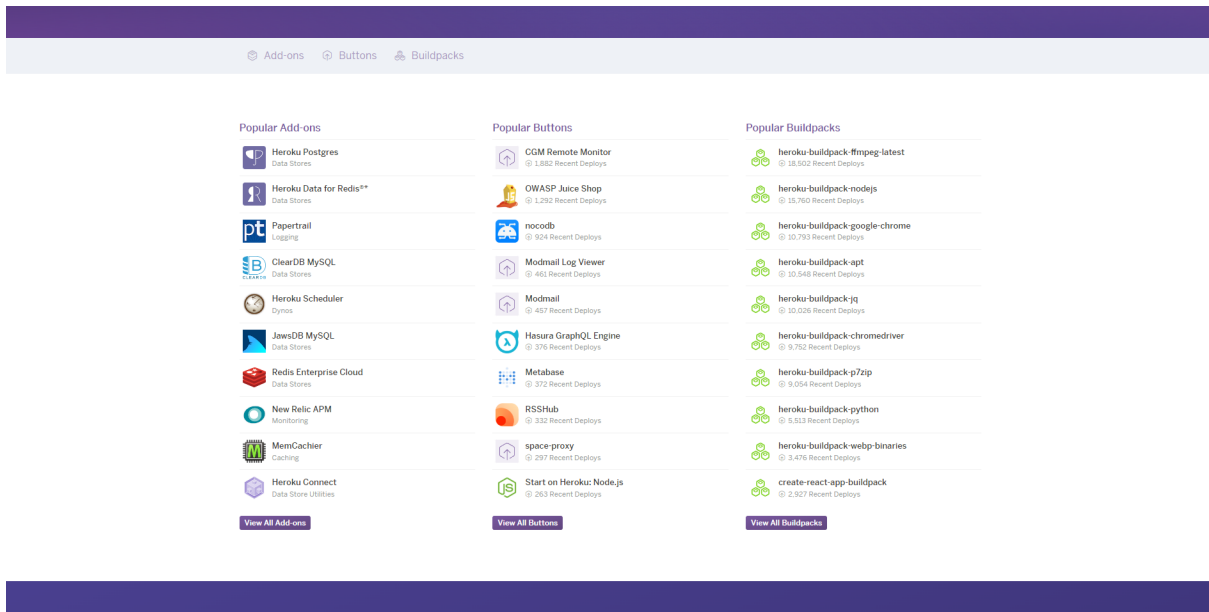 Add-ons Buttons Buildpacks
Popular Add-ons
Heroku Postgres
Data Stores
Heroku Data for Redis®*
Data Stores
Papertrail
Logging
ClearDB MySQL
Data Stores
Heroku Scheduler
Dynos
JawsDB MySQL
Data Stores
Redis Enterprise Cloud
Data Stores
New Relic APM
Monitoring
MemCachier
Caching
Heroku Connect
Data Store Utilities
View All Add-ons
Popular Buttons
CGM Remote Monitor
1,882 Recent Deploys
OWASP Juice Shop
1,292 Recent Deploys
nocodb
924 Recent Deploys
Modmail Log Viewer
461 Recent Deploys
Modmail
457 Recent Deploys
Hasura GraphQL Engine
376 Recent Deploys
Metabase
372 Recent Deploys
RSSHub
332 Recent Deploys
space-proxy
297 Recent Deploys
Start on Heroku: Node.js
263 Recent Deploys
View All Buttons
Popular Buildpacks
heroku-buildpack-ffmpeg-latest
18,502 Recent Deploys
heroku-buildpack-nodejs
15,760 Recent Deploys
heroku-buildpack-google-chrome
10,793 Recent Deploys
heroku-buildpack-apt
10,548 Recent Deploys
heroku-buildpack-jq
10,026 Recent Deploys
heroku-buildpack-chromedriver
9,752 Recent Deploys
heroku-buildpack-p7zip
9,054 Recent Deploys
heroku-buildpack-python
5,513 Recent Deploys
heroku-buildpack-webp-binaries
3,476 Recent Deploys
create-react-app-buildpack
2,927 Recent Deploys
View All Buildpacks
pt
CLEARDB
JS